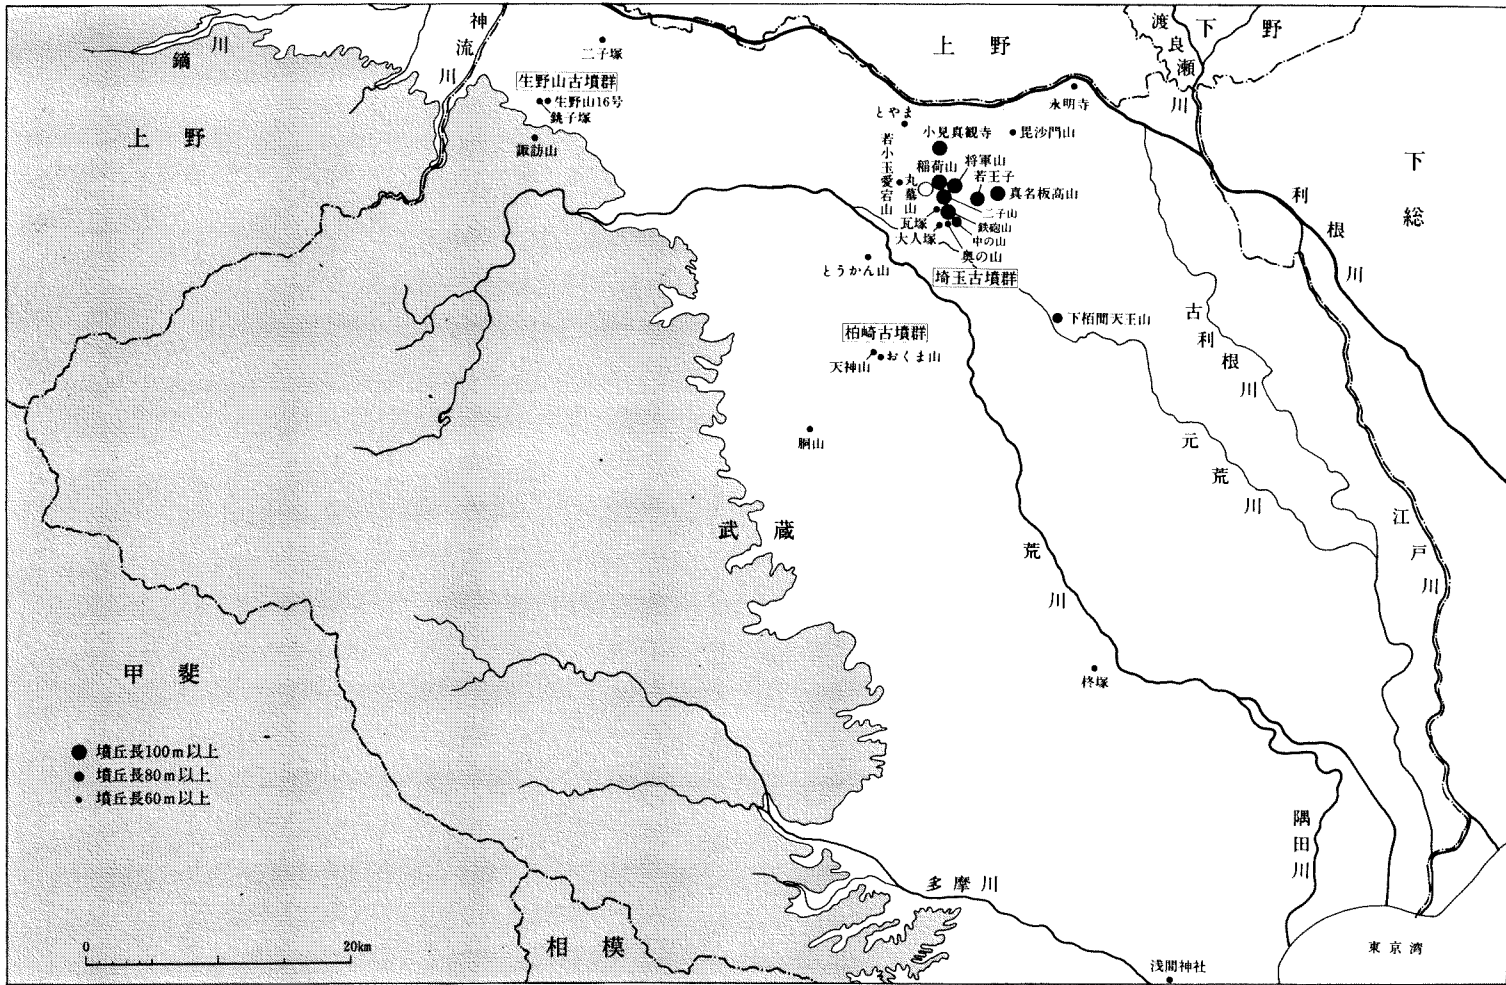 神流川
鏑川
二子塚
生野山古墳群
生野山16号
銚子塚
諏訪山
上野
上野
渡良瀬川
下野
下総
永明寺
とやま
小見真観寺
毘沙門山
若小玉愛宕山
丸墓山
稲荷山
将軍山
若王子
真名板高山
二子山
瓦塚
鉄砲山
大人塚
中の山
奥の山
埼玉古墳群
とうかん山
利根川
下栢間天王山
古利根川
柏崎古墳群
天神山
おくま山
胴山
元荒川
江戸川
武蔵
荒川
甲斐
柊塚
墳丘長100m以上
墳丘長80m以上
墳丘長60m以上
隅田川
多摩川
0 20km
相模
東京湾
浅間神社